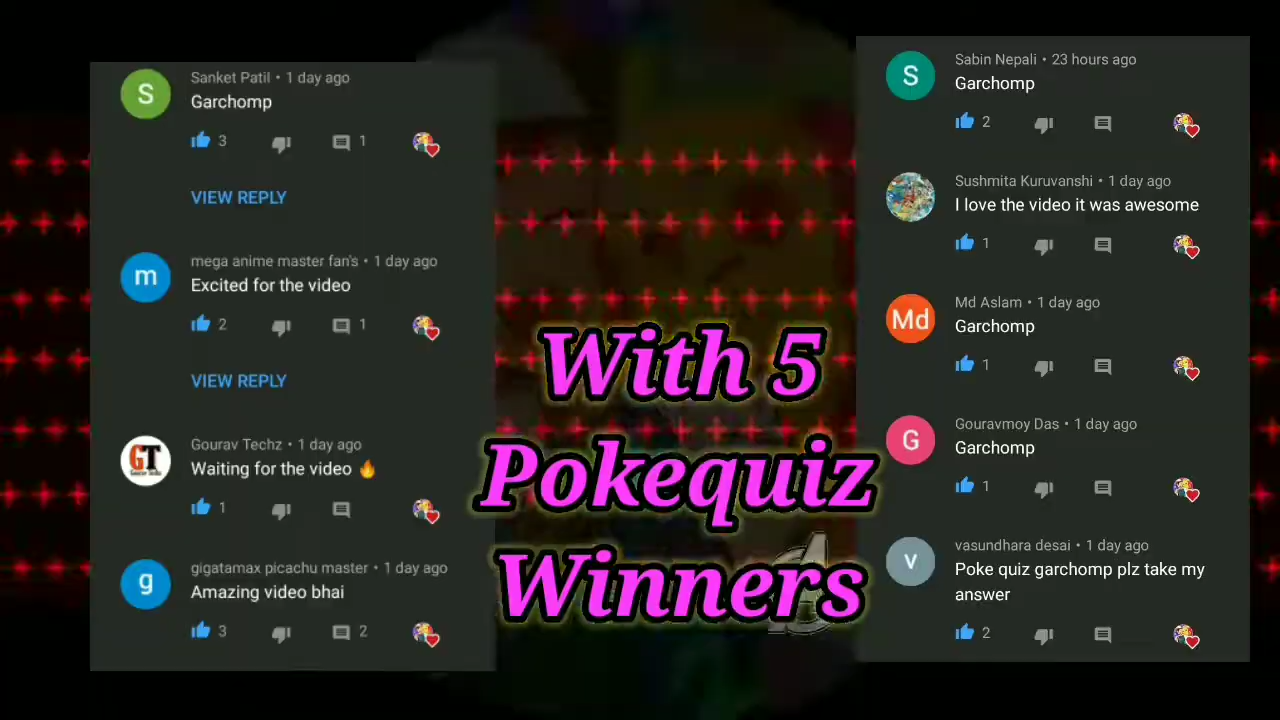 Sanket Patil • 1 day ago
Garchomp
3
1
VIEW REPLY
mega anime master fan's • 1 day ago
Excited for the video
2
1
VIEW REPLY
GT
Gourav Techz • 1 day ago
Waiting for the video 🔥
1
gigatamax picachu master • 1 day ago
Amazing video bhai
3
2
S
m
g
With 5
Pokequiz
Winners
S
Sabin Nepali • 23 hours ago
Garchomp
2
Sushmita Kuruvanshi • 1 day ago
I love the video it was awesome
1
Md
Md Aslam • 1 day ago
Garchomp
1
G
Gouravmoy Das • 1 day ago
Garchomp
1
v
vasundhara desai • 1 day ago
Poke quiz garchomp plz take my
answer
2